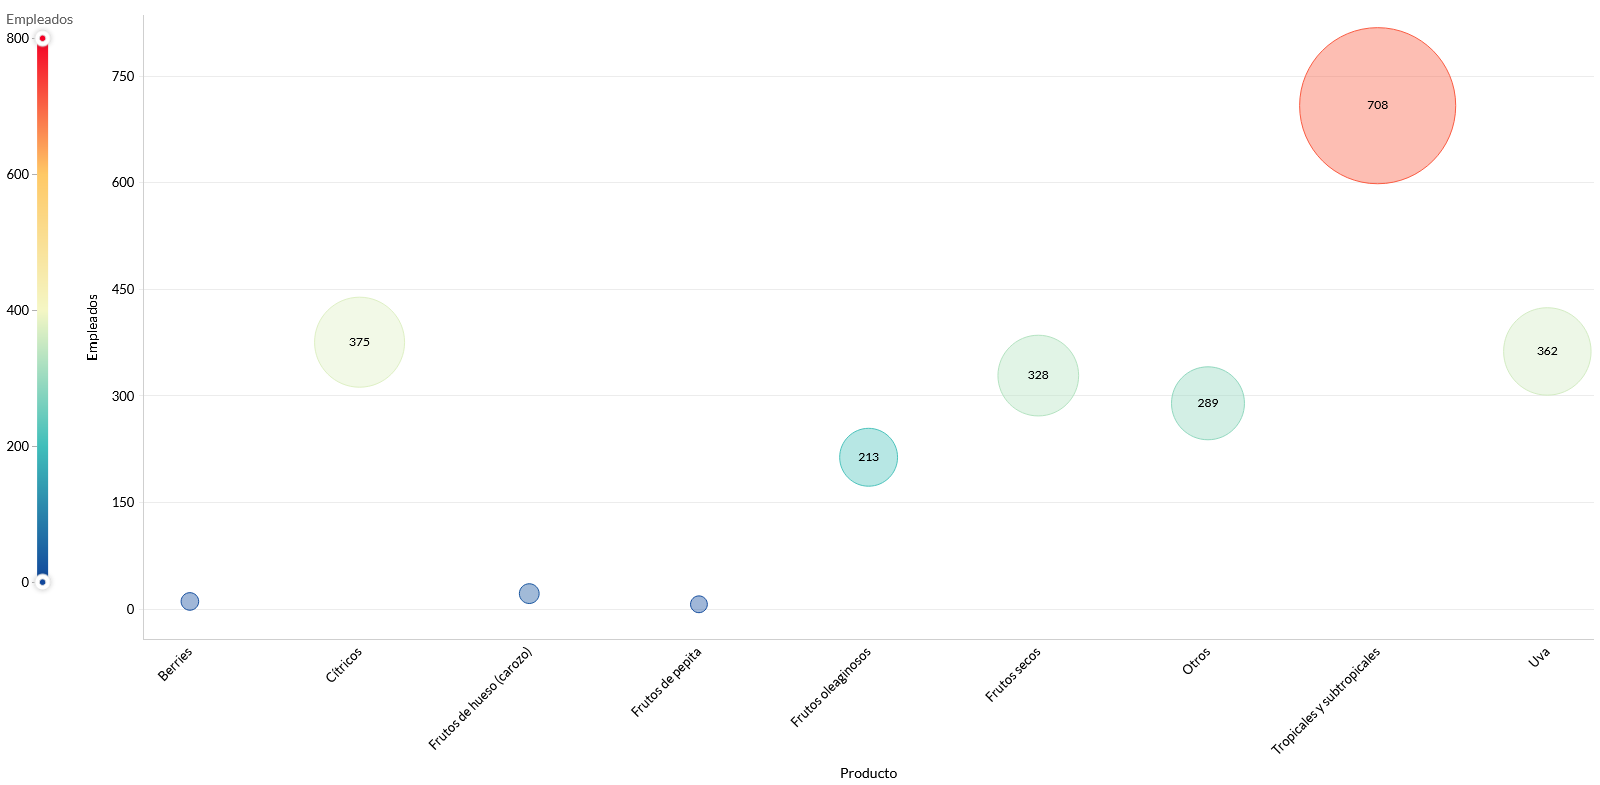 Empleados
800
600
400
200
0
Empleados
750
600
450
300
150
0
375
213
328
289
708
362
Berries
Cítricos
Frutos de hueso (carozo)
Frutos de pepita
Frutos oleaginosos
Frutos secos
Otros
Tropicales y subtropicales
Uva
Producto